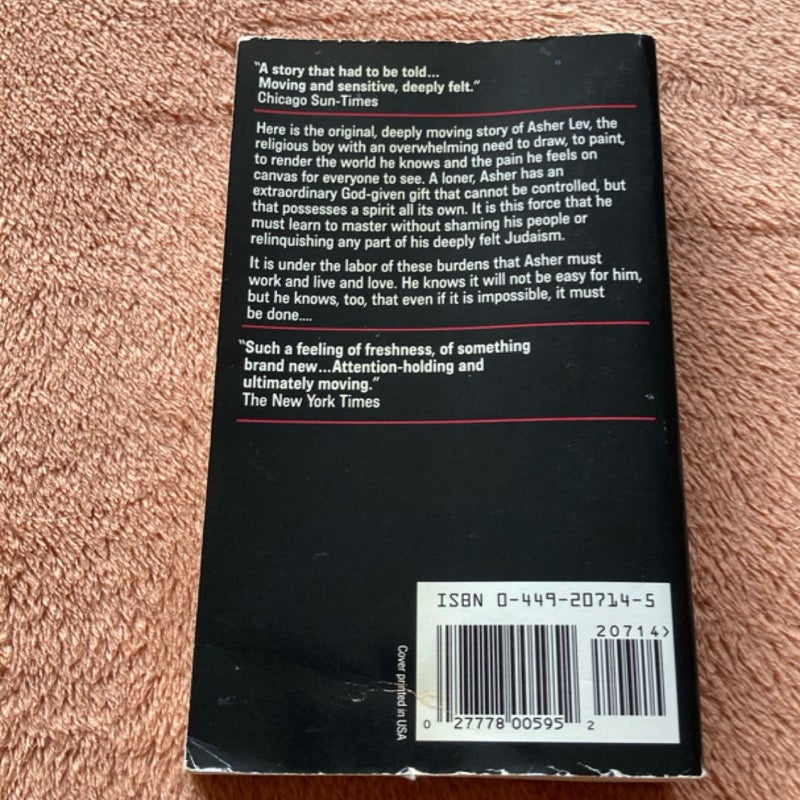 "A story that had to be told...
Moving and sensitive, deeply felt."
Chicago Sun-Times
Here is the original, deeply moving story of Asher Lev, the
religious boy with an overwhelming need to draw, to paint,
to render the world he knows and the pain he feels on
canvas for everyone to see. A loner, Asher has an
extraordinary God-given gift that cannot be controlled, but
that possesses a spirit all its own. It is this force that he
must learn to master without shaming his people or
relinquishing any part of his deeply felt Judaism.
It is under the labor of these burdens that Asher must
work and live and love. He knows it will not be easy for him,
but he knows, too, that even if it is impossible, it must
be done....
"Such a feeling of freshness, of something
brand new...Attention-holding and
ultimately moving."
The New York Times
ISBN 0-449-20714-5
20714>
0 27778 00595 2
Cover printed in USA